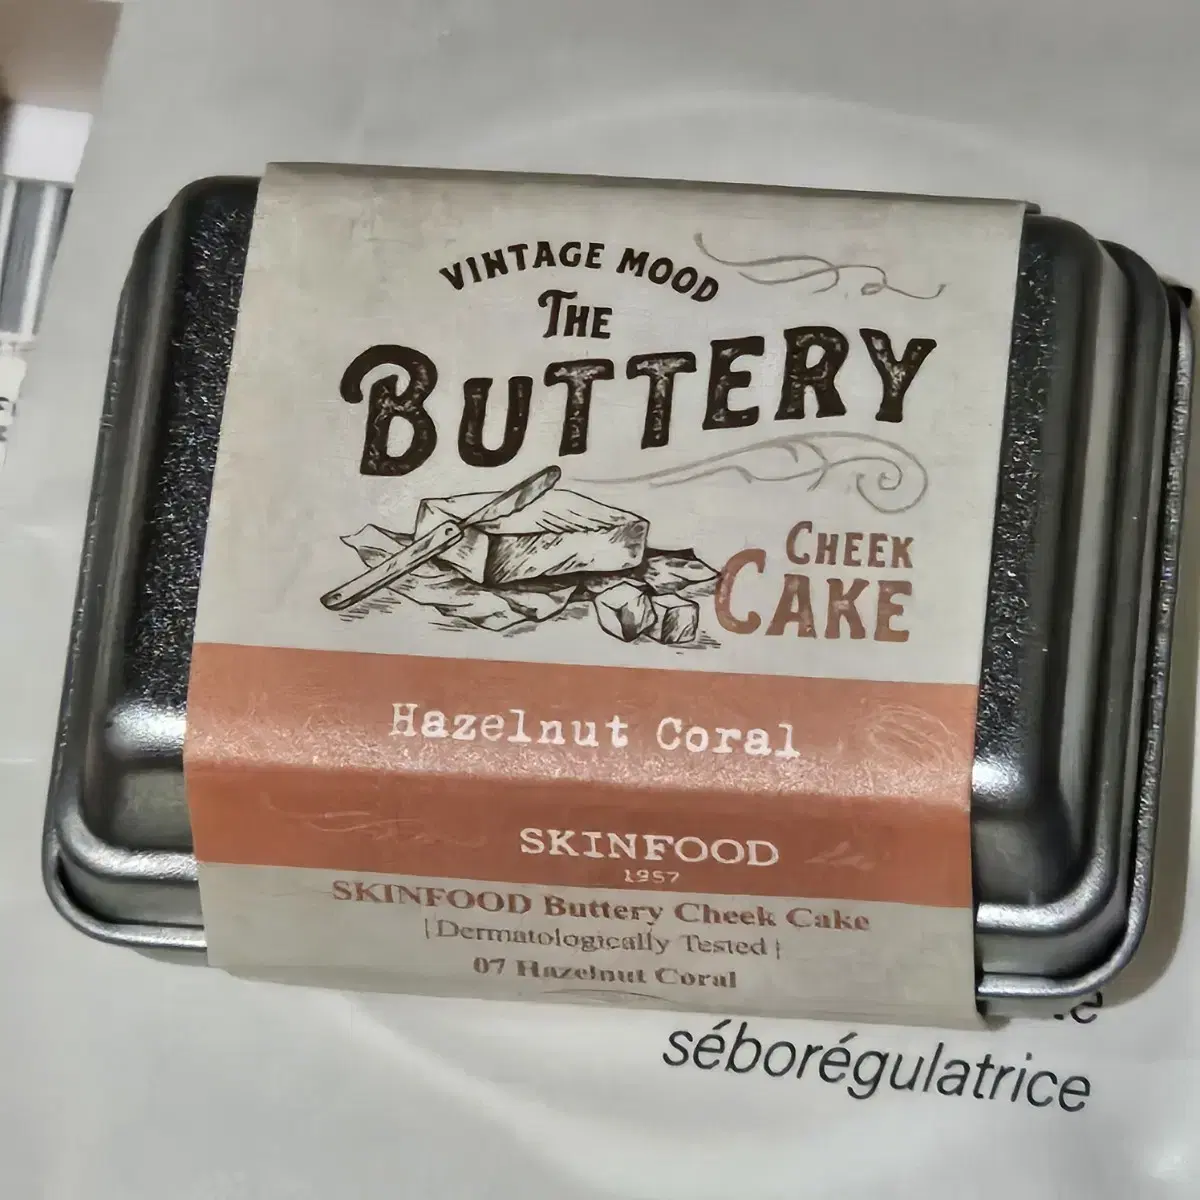 VINTAGE MOOD
THE
BUTTERY
CHEEK
CAKE
Hazelnut Coral
SKINFOOD
1957
SKINFOOD Buttery Cheek Cake
|Dermatologically Tested|
07 Hazelnut Coral
séborégulatrice